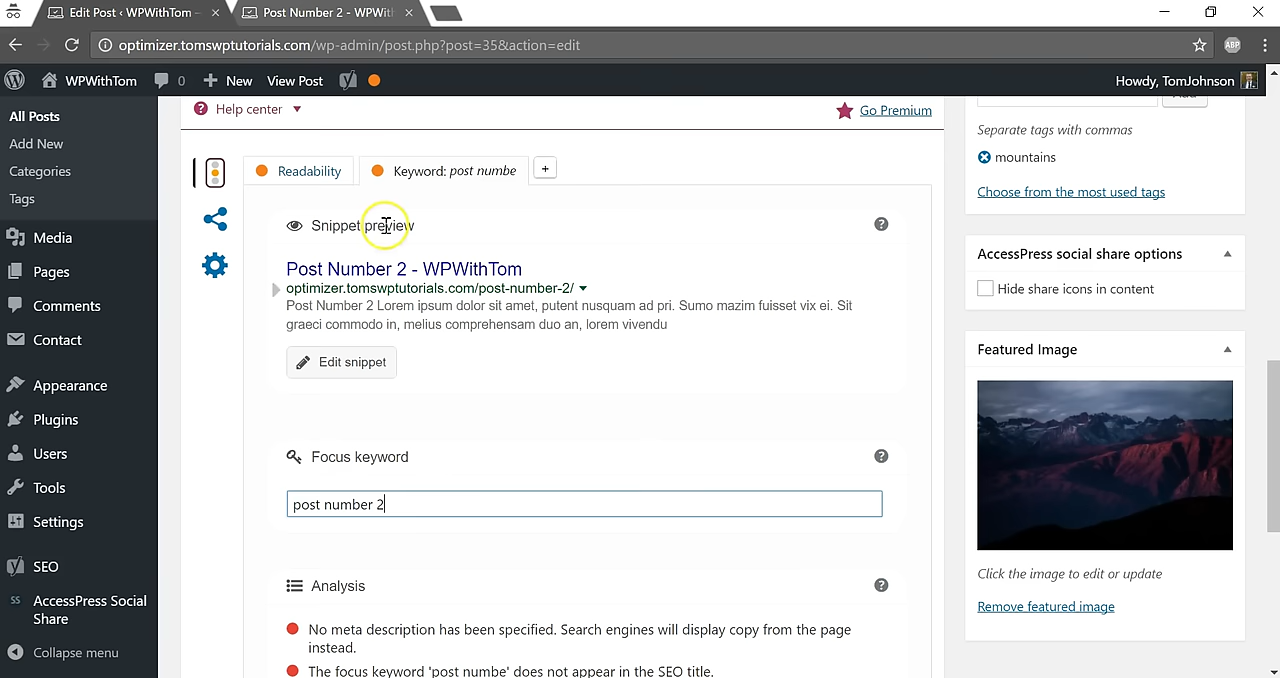 Edit Post ‹ WPWithTom –
Post Number 2 - WPWith
optimizer.tomswptutorials.com/wp-admin/post.php?post=35&action=edit
ABP
WPWithTom
0
New
View Post
Howdy, TomJohnson
All Posts
Add New
Categories
Tags
Media
Pages
Comments
Contact
Appearance
Plugins
Users
Tools
Settings
SEO
SS AccessPress Social
Share
Collapse menu
Help center
Go Premium
Readability
Keyword: post numbe
+
Snippet preview
Post Number 2 - WPWithTom
optimizer.tomswptutorials.com/post-number-2/
Post Number 2 Lorem ipsum dolor sit amet, putent nusquam ad pri. Sumo mazim fuisset vix ei. Sit
graeci commodo in, melius comprehensam duo an, lorem vivendu
Edit snippet
Focus keyword
post number 2
Analysis
No meta description has been specified. Search engines will display copy from the page
instead.
The focus keyword 'post numbe' does not appear in the SEO title.
Add
Separate tags with commas
mountains
Choose from the most used tags
AccessPress social share options
Hide share icons in content
Featured Image
Click the image to edit or update
Remove featured image